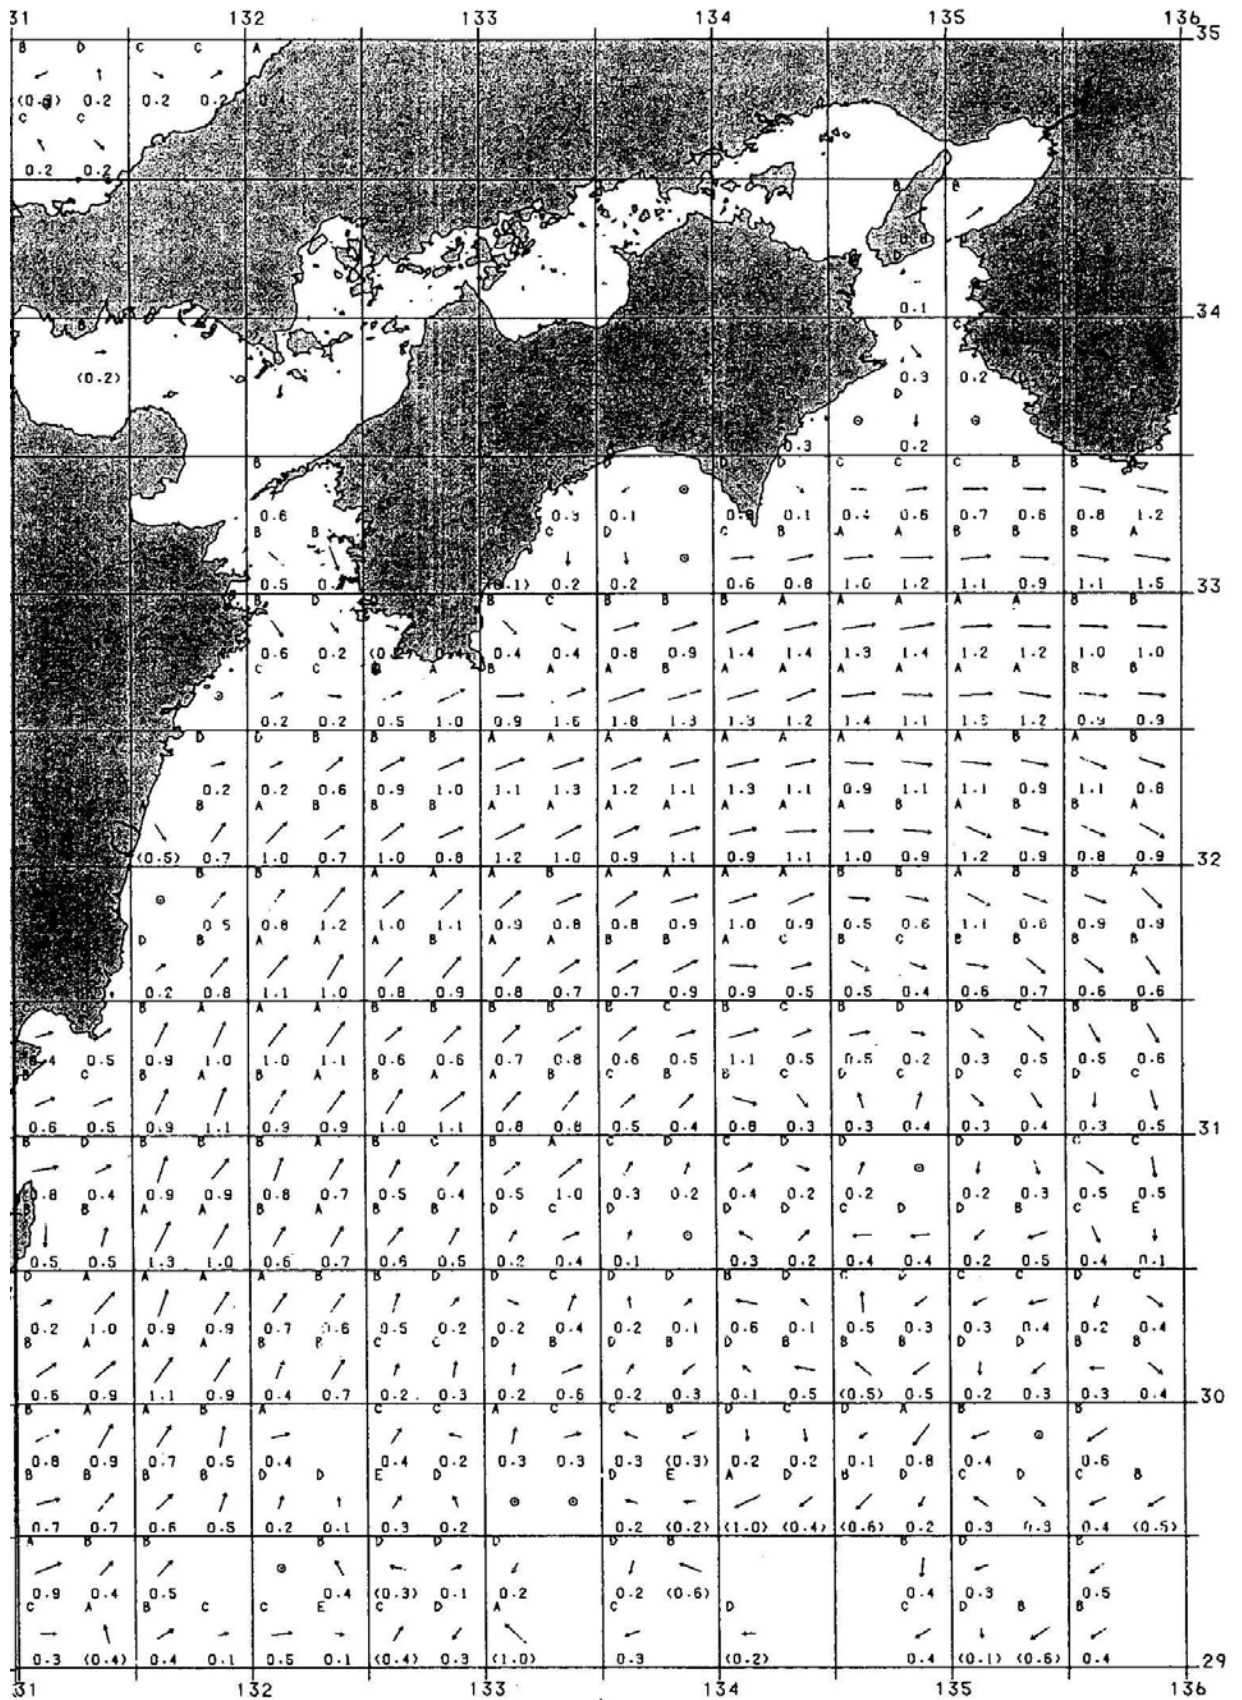 31 132 133 134 135 136
35
B D C C A
(0.3) 0.2 0.2 0.2
C C
0.2 0.2
B B
D
0.1
34
D C
(0.2)
0.3 0.2
D
0.3 0.2
B C D D D C C C B B
0.6 0.3 0.1 0.1 0.4 0.6 0.7 0.6 0.8 1.2
B B C D C B A A B B B A
0.5 (0.1) 0.2 0.2 0.6 0.8 1.0 1.2 1.1 0.9 1.1 1.5
33
B D B C B B B A A A A A B B
0.6 0.2 0.4 0.4 0.4 0.8 0.9 1.4 1.4 1.3 1.4 1.2 1.2 1.0 1.0
C C B A B A A B A A A A A A B B
0.2 0.2 0.5 1.0 0.9 1.6 1.8 1.3 1.3 1.2 1.4 1.1 1.5 1.2 0.9 0.9
D D B B B A A A A A A A A A B A B
0.2 0.2 0.6 0.9 1.0 1.1 1.3 1.2 1.1 1.3 1.1 0.9 1.1 1.1 0.9 1.1 0.8
A B A B B B A A A A A A A B A B B A
(0.5) 0.7 1.0 0.7 1.0 0.8 1.2 1.0 0.9 1.1 0.9 1.1 1.0 0.9 1.2 0.9 0.8 0.9
32
B B A A A A B A A A A B B A B B A
0.5 0.8 1.2 1.0 1.1 0.9 0.8 0.8 0.9 1.0 0.9 0.5 0.6 1.1 0.8 0.9 0.9
D B A A A B A A B B A C B C B B B B
0.2 0.8 1.1 1.0 0.8 0.9 0.8 0.7 0.7 0.9 0.9 0.5 0.5 0.4 0.6 0.7 0.6 0.6
B A A A B B B B B C B C B D D C B B
0.4 0.5 0.9 1.0 1.0 1.1 0.6 0.6 0.7 0.8 0.6 0.5 1.1 0.5 0.5 0.2 0.3 0.5 0.5 0.6
B C B A B A B A A B C B B C D C D C D C
0.6 0.5 0.9 1.1 0.9 0.9 1.0 1.1 0.8 0.8 0.5 0.4 0.8 0.3 0.3 0.4 0.3 0.4 0.3 0.5
31
B D B B B A B C B A C D C D D D D C C
0.8 0.4 0.9 0.9 0.8 0.7 0.5 0.4 0.5 1.0 0.3 0.2 0.4 0.2 0.2 0.2 0.3 0.5 0.5
B B A A B A B B D C D D D C D D B C E
0.5 0.5 1.3 1.0 0.6 0.7 0.6 0.5 0.2 0.4 0.1 0.3 0.2 0.4 0.4 0.2 0.5 0.4 0.1
D A A A A B B D D C D D B D C D C C D C
0.2 1.0 0.9 0.9 0.7 0.6 0.5 0.2 0.2 0.4 0.2 0.1 0.6 0.1 0.5 0.3 0.3 0.4 0.2 0.4
B A A A B B C C D B D B D B B B D D B B
0.6 0.9 1.1 0.9 0.4 0.7 0.2 0.3 0.2 0.6 0.2 0.3 0.1 0.5 (0.5) 0.5 0.2 0.3 0.3 0.4
30
B A A B A C C A C C B D C D A B B
0.8 0.9 0.7 0.5 0.4 0.4 0.2 0.3 0.3 0.3 (0.3) 0.2 0.2 0.1 0.8 0.4 0.6
B B B B D D E D D E A D B D C D C B
0.7 0.7 0.6 0.5 0.2 0.1 0.3 0.2 0.2 (0.2) (1.0) (0.4) (0.6) 0.2 0.3 0.3 0.4 (0.5)
A B B B D D D D B B D B
0.9 0.4 0.5 0.4 (0.3) 0.1 0.2 0.2 (0.6) 0.4 0.3 0.5
C A B C C E C D A C D C D B B
0.3 (0.4) 0.4 0.1 0.5 0.1 (0.4) 0.3 (1.0) 0.3 (0.2) 0.4 (0.1) (0.6) 0.4
29
132 133 134 135 136